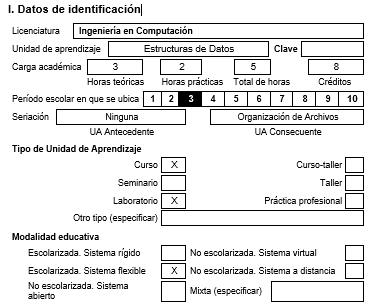 I. Datos de identificación
Licenciatura Ingeniería en Computación
Unidad de aprendizaje Estructuras de Datos Clave
Carga académica 3 2 5 8
Horas teóricas Horas prácticas Total de horas Créditos
Período escolar en que se ubica 1 2 3 4 5 6 7 8 9 10
Seriación Ninguna Organización de Archivos
UA Antecedente UA Consecuente
Tipo de Unidad de Aprendizaje
Curso X Curso-taller
Seminario Taller
Laboratorio X Práctica profesional
Otro tipo (especificar)
Modalidad educativa
Escolarizada. Sistema rígido No escolarizada. Sistema virtual
Escolarizada. Sistema flexible X No escolarizada. Sistema a distancia
No escolarizada. Sistema abierto Mixta (especificar)